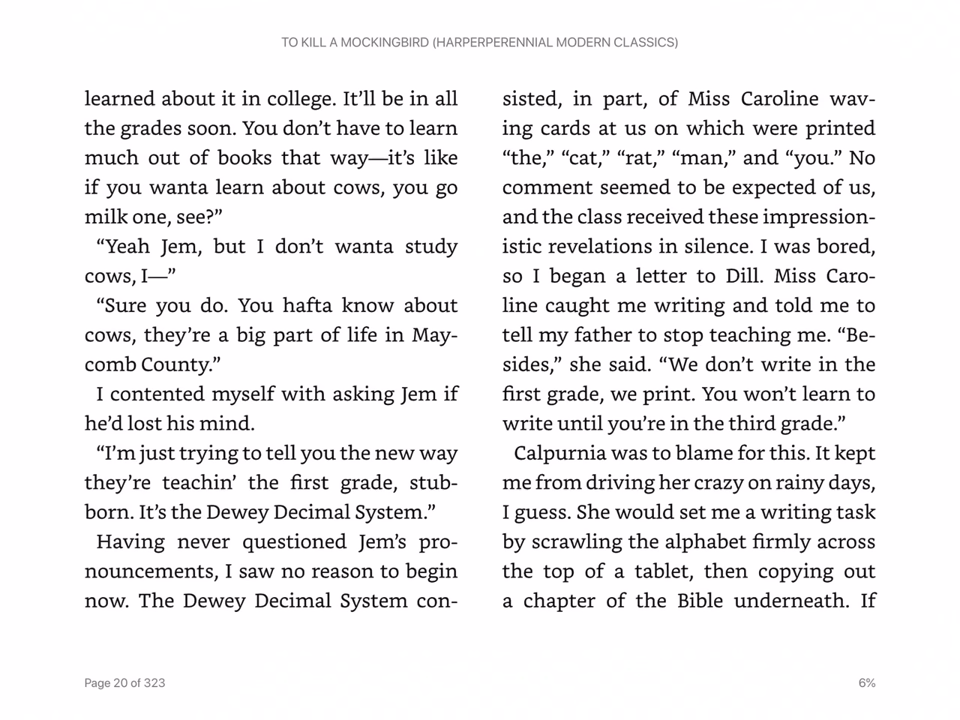 TO KILL A MOCKINGBIRD (HARPERPERENNIAL MODERN CLASSICS)
learned about it in college. It’ll be in all
the grades soon. You don’t have to learn
much out of books that way—it’s like
if you wanta learn about cows, you go
milk one, see?”
“Yeah Jem, but I don’t wanta study
cows, I—”
“Sure you do. You hafta know about
cows, they’re a big part of life in May-
comb County.”
I contented myself with asking Jem if
he’d lost his mind.
“I’m just trying to tell you the new way
they’re teachin’ the first grade, stub-
born. It’s the Dewey Decimal System.”
Having never questioned Jem’s pro-
nouncements, I saw no reason to begin
now. The Dewey Decimal System con-
sisted, in part, of Miss Caroline wav-
ing cards at us on which were printed
“the,” “cat,” “rat,” “man,” and “you.” No
comment seemed to be expected of us,
and the class received these impression-
istic revelations in silence. I was bored,
so I began a letter to Dill. Miss Caro-
line caught me writing and told me to
tell my father to stop teaching me. “Be-
sides,” she said. “We don’t write in the
first grade, we print. You won’t learn to
write until you’re in the third grade.”
Calpurnia was to blame for this. It kept
me from driving her crazy on rainy days,
I guess. She would set me a writing task
by scrawling the alphabet firmly across
the top of a tablet, then copying out
a chapter of the Bible underneath. If
Page 20 of 323
6%